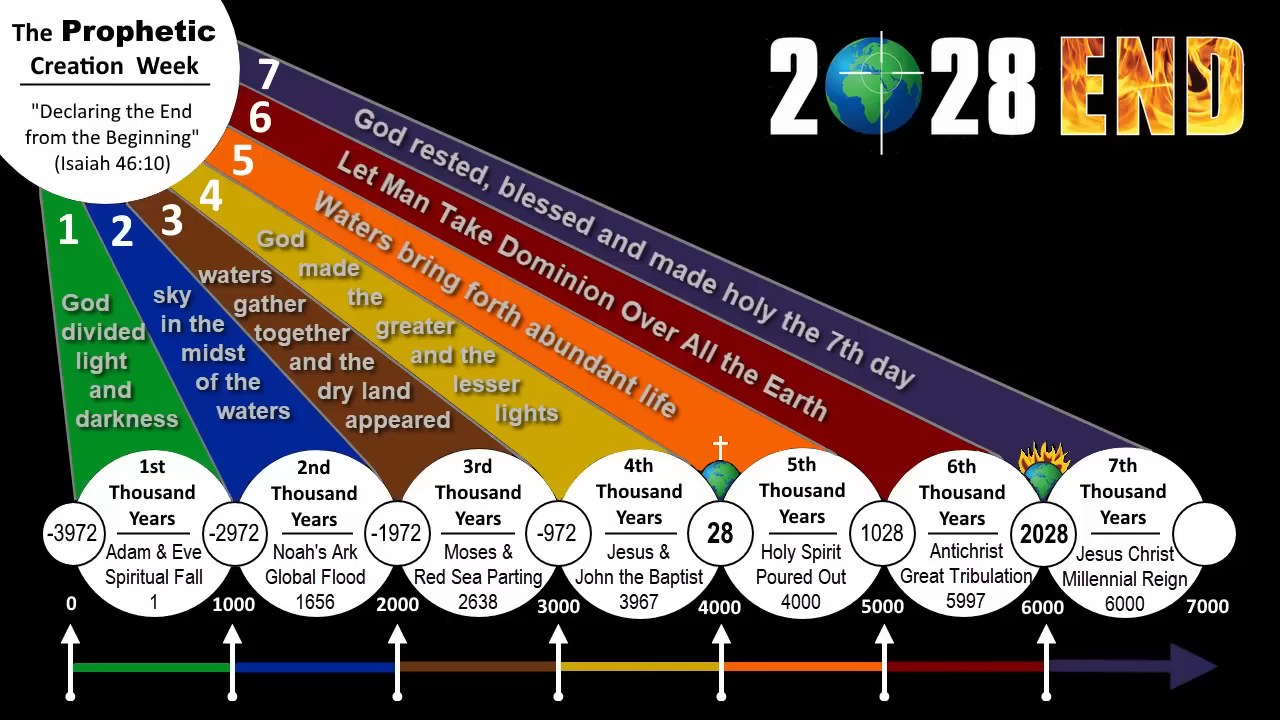 The Prophetic
Creation Week
"Declaring the End
from the Beginning"
(Isaiah 46:10)
2028 END
7
God rested, blessed and made holy the 7th day
6
Let Man Take Dominion Over All the Earth
5
Waters bring forth abundant life
4
God
made
the
greater
and the
lesser
lights
3
waters
gather
together
and the
dry land
appeared
2
sky
in the
midst
of the
waters
1
God
divided
light
and
darkness
1st
Thousand
Years
Adam & Eve
Spiritual Fall
1
2nd
Thousand
Years
Noah's Ark
Global Flood
1656
3rd
Thousand
Years
Moses &
Red Sea Parting
2638
4th
Thousand
Years
Jesus &
John the Baptist
3967
5th
Thousand
Years
Holy Spirit
Poured Out
4000
6th
Thousand
Years
Antichrist
Great Tribulation
5997
7th
Thousand
Years
Jesus Christ
Millennial Reign
6000
-3972 -2972 -1972 -972 28 1028 2028
0 1000 2000 3000 4000 5000 6000 7000